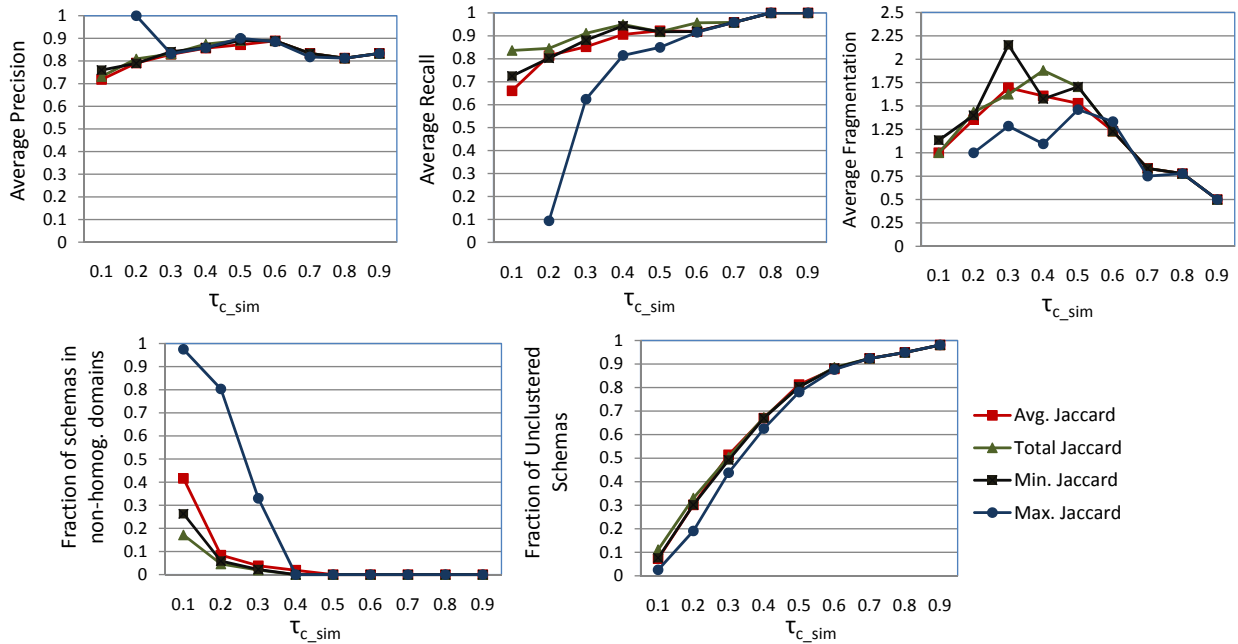 Average Precision
1
0.9
0.8
0.7
0.6
0.5
0.4
0.3
0.2
0.1
0
0.1 0.2 0.3 0.4 0.5 0.6 0.7 0.8 0.9
τc_sim
Average Recall
1
0.9
0.8
0.7
0.6
0.5
0.4
0.3
0.2
0.1
0
0.1 0.2 0.3 0.4 0.5 0.6 0.7 0.8 0.9
τc_sim
Average Fragmentation
2.5
2.25
2
1.75
1.5
1.25
1
0.75
0.5
0.25
0
0.1 0.2 0.3 0.4 0.5 0.6 0.7 0.8 0.9
τc_sim
Fraction of schemas in
non-homog. domains
1
0.9
0.8
0.7
0.6
0.5
0.4
0.3
0.2
0.1
0
0.1 0.2 0.3 0.4 0.5 0.6 0.7 0.8 0.9
τc_sim
Fraction of Unclustered
Schemas
1
0.9
0.8
0.7
0.6
0.5
0.4
0.3
0.2
0.1
0
0.1 0.2 0.3 0.4 0.5 0.6 0.7 0.8 0.9
τc_sim
Avg. Jaccard
Total Jaccard
Min. Jaccard
Max. Jaccard